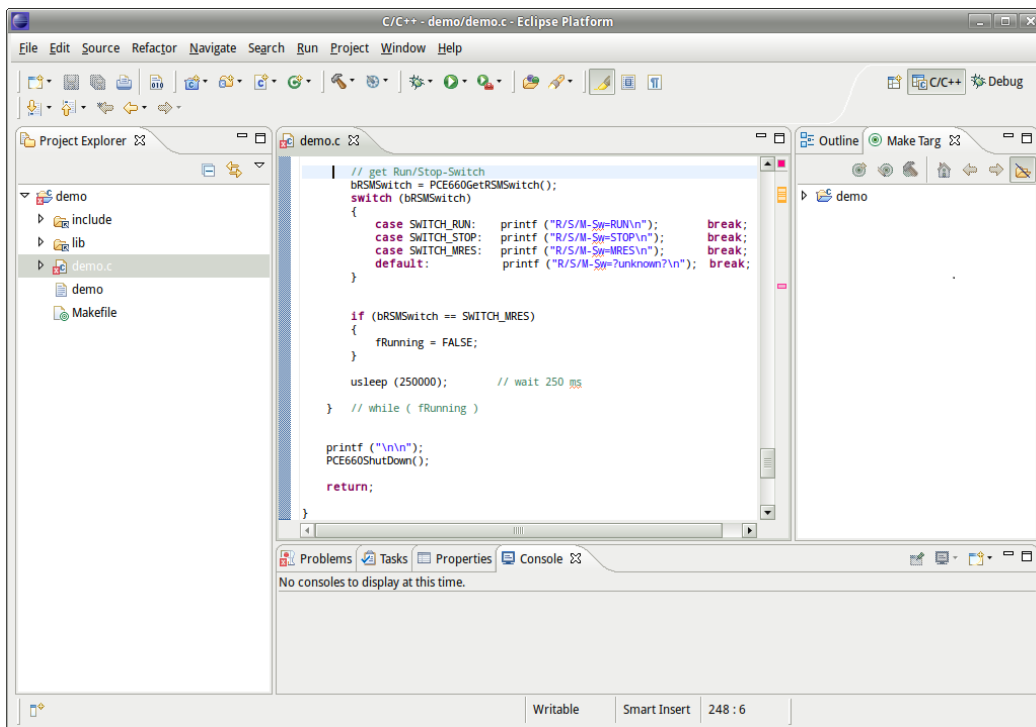 C/C++ - demo/demo.c - Eclipse Platform
File Edit Source Refactor Navigate Search Run Project Window Help
010
C/C++ Debug
Project Explorer
demo
include
lib
demo.c
demo
Makefile
demo.c
// get Run/Stop-Switch
bRSMSwitch = PCE660GetRSMSwitch();
switch (bRSMSwitch)
{
case SWITCH_RUN: printf ("R/S/M-Sw=RUN\n"); break;
case SWITCH_STOP: printf ("R/S/M-Sw=STOP\n"); break;
case SWITCH_MRES: printf ("R/S/M-Sw=MRES\n"); break;
default: printf ("R/S/M-Sw=?unknown?\n"); break;
}
if (bRSMSwitch == SWITCH_MRES)
{
fRunning = FALSE;
}
usleep (250000); // wait 250 ms
} // while ( fRunning )
printf ("\n\n");
PCE660ShutDown();
return;
}
Outline Make Targ
demo
Problems Tasks Properties Console
No consoles to display at this time.
Writable Smart Insert 248 : 6